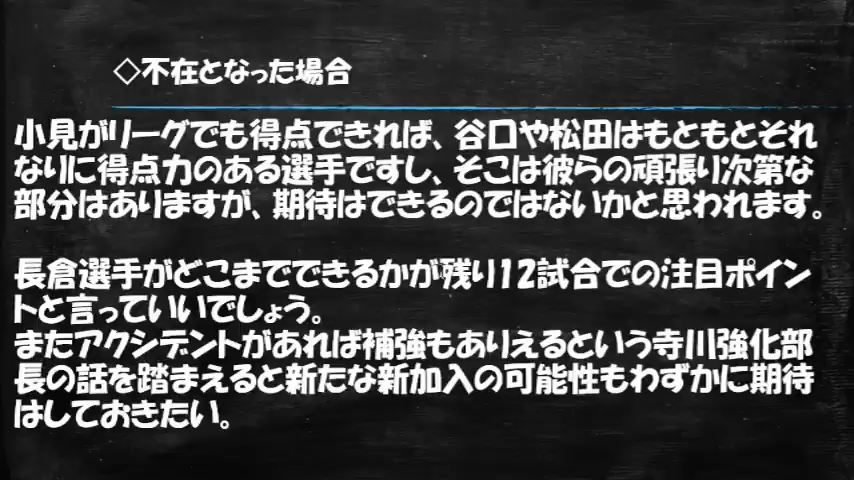 ◇不在となった場合
小見がリーグでも得点できれば、谷口や松田はもともとそれ
なりに得点力のある選手ですし、そこは彼らの頑張り次第な
部分はありますが、期待はできるのではないかと思われます。
長倉選手がどこまでできるかが残り12試合での注目ポイン
トと言っていいでしょう。
またアクシデントがあれば補強もありえるという寺川強化部
長の話を踏まえると新たな新加入の可能性もわずかに期待
はしておきたい。